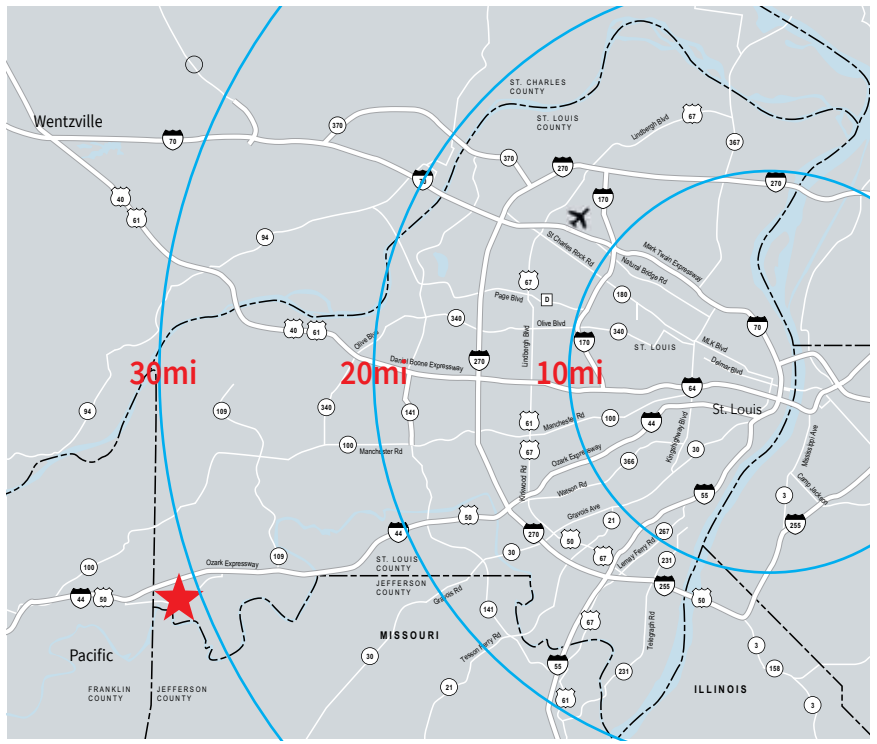 ST. CHARLES
COUNTY
ST. LOUIS
COUNTY
Lindbergh Blvd
67
Wentzville
370
367
70
370
270
270
70
170
40
61
94
St Charles Rock Rd
Mark Twain Expressway
Natural Bridge Rd
67
Page Blvd
D
180
340
Olive Blvd
340
70
40
61
Olive Blvd
Lindbergh Blvd
170
ST. LOUIS
MLK Blvd
Delmar Blvd
Daniel Boone Expressway
270
30mi
20mi
10mi
64
St. Louis
94
109
340
141
61
Manchester Rd
100
44
Kingshighway Blvd
Mississippi Ave
100
Manchester Rd
67
Ozark Expressway
366
30
Kirkwood Rd
Watson Rd
Camp Jackson
55
3
50
Gravois Ave
21
255
44
270
50
267
30
Lemay Ferry Rd
109
Ozark Expressway
ST. LOUIS
COUNTY
JEFFERSON
COUNTY
67
231
100
255
44
50
50
Gravois Rd
141
67
Telegraph Rd
MISSOURI
Tesson Ferry Rd
3
Pacific
30
55
231
158
FRANKLIN
COUNTY
JEFFERSON
COUNTY
21
61
ILLINOIS
3